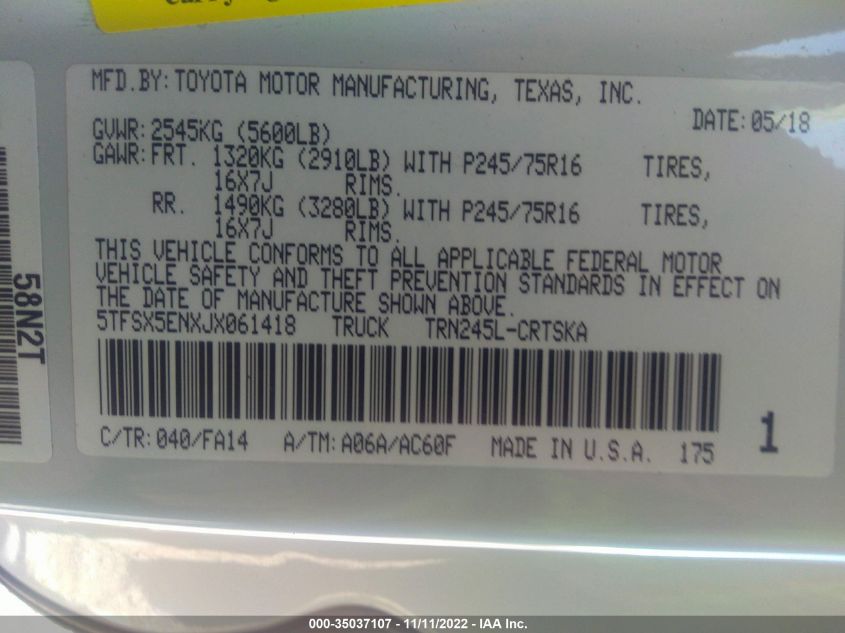 MFD.BY: TOYOTA MOTOR MANUFACTURING, TEXAS, INC.
DATE: 05/18
GVWR: 2545KG (5600LB)
GAWR: FRT. 1320KG (2910LB) WITH P245/75R16 TIRES,
16X7J RIMS.
RR. 1490KG (3280LB) WITH P245/75R16 TIRES,
16X7J RIMS.
THIS VEHICLE CONFORMS TO ALL APPLICABLE FEDERAL MOTOR
VEHICLE SAFETY AND THEFT PREVENTION STANDARDS IN EFFECT ON
THE DATE OF MANUFACTURE SHOWN ABOVE.
5TFSX5ENXJX061418 TRUCK TRN245L-CRTSKA
C/TR: 040/FA14 A/TM: A06A/AC60F MADE IN U.S.A. 175
1
58N2T
000-35037107 - 11/11/2022 - IAA Inc.